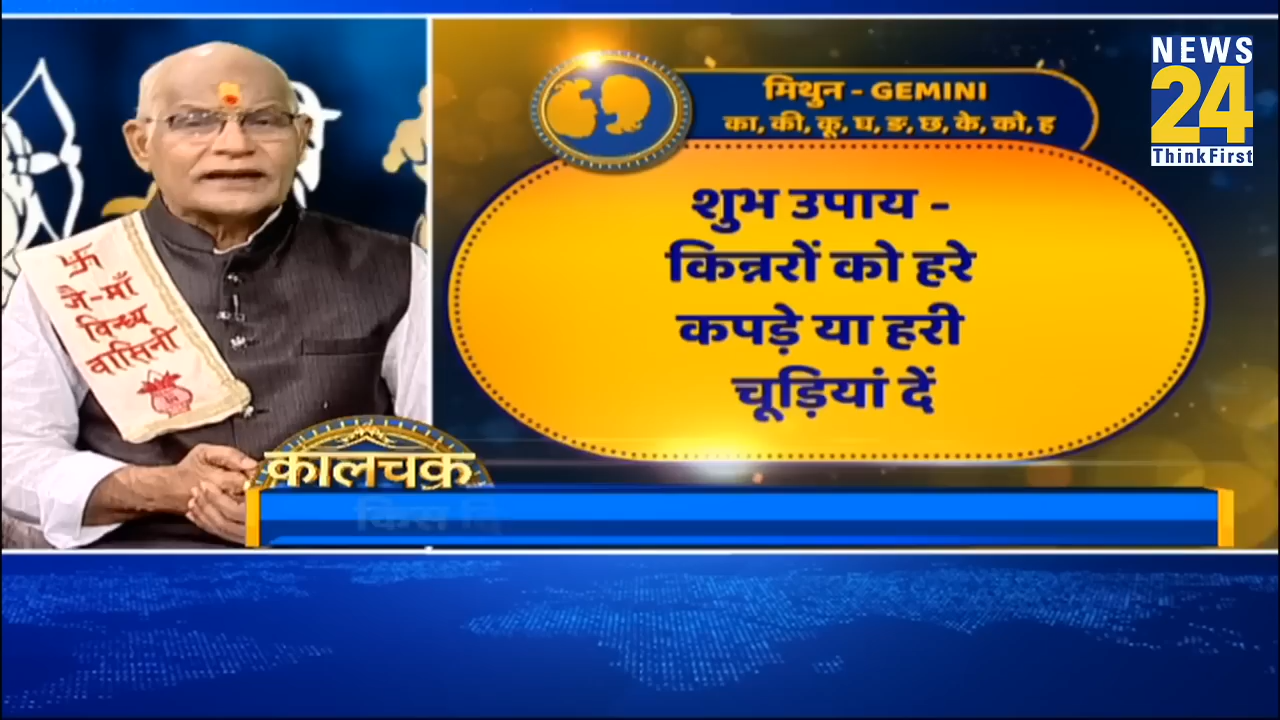 मिथुन - GEMINI
का, की, कू, घ, ङ, छ, के, को, ह
NEWS
24
ThinkFirst
शुभ उपाय -
किन्नरों को हरे
कपड़े या हरी
चूड़ियां दें
जै-माँ
विन्ध्य
वासिनी
कालचक्र
किस